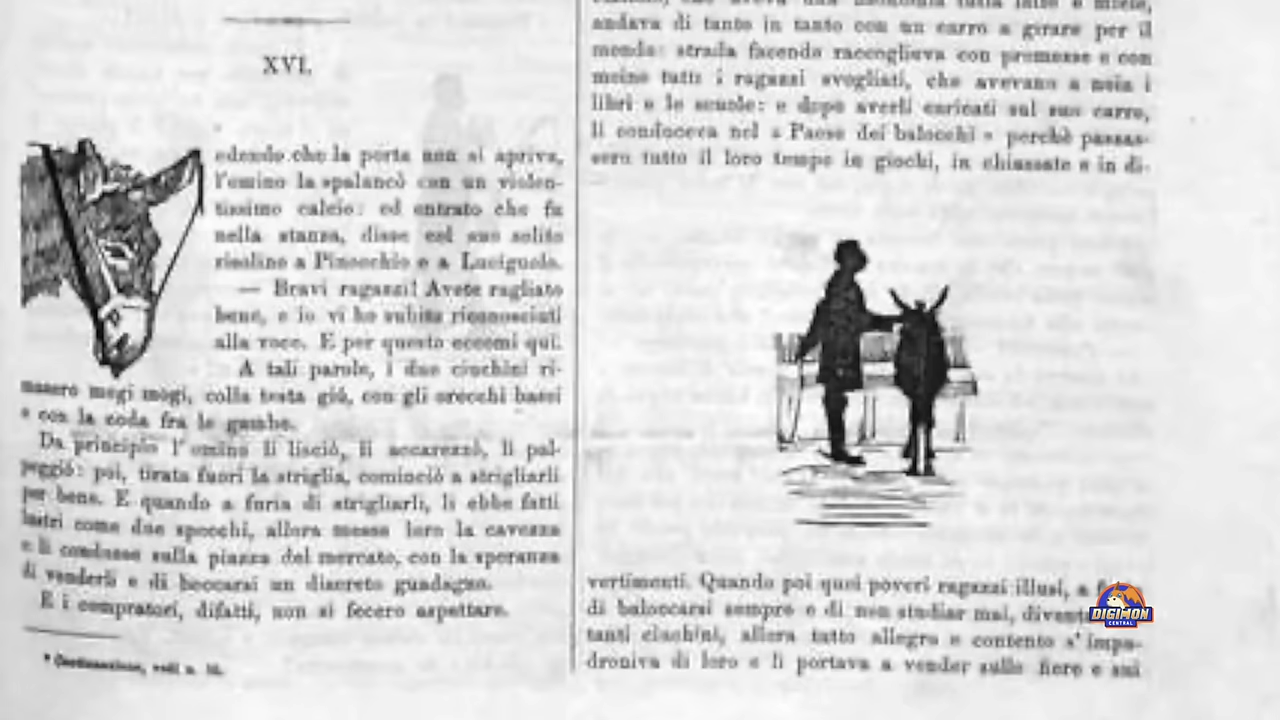 XVI.
edendo che la porta non si apriva,
l'omino la spalancò con un violen-
tissimo calcio: ed entrato che fu
nella stanza, disse col suo solito
risolino a Pinocchio e a Lucignolo.
— Bravi ragazzi! Avete ragliato
bene, e io vi ho subito riconosciuti
alla voce. E per questo eccomi qui.
A tali parole, i due ciuchini ri-
masero mogi mogi, colla testa giù, con gli orecchi bassi
e con la coda fra le gambe.
Da principio l'omino li lisciò, li accarezzò, li pal-
peggiò: poi, tirata fuori la striglia, cominciò a strigliarli
per bene. E quando a furia di strigliarli, li ebbe fatti
lustri come due specchi, allora messe loro la cavezza
e li condusse sulla piazza del mercato, con la speranza
di venderli e di beccarsi un discreto guadagno.
E i compratori, difatti, non si fecero aspettare.
* Continuazione, vedi n.
andava di tanto in tanto con un carro a girare per il
mondo: strada facendo raccoglieva con promesse e con
moine tutti i ragazzi svogliati, che avevano a noia i
libri e le scuole: e dopo averli caricati sul suo carro,
li conduceva nel « Paese dei balocchi » perchè passas-
sero tutto il loro tempo in giochi, in chiassate e in di-
vertimenti. Quando poi quei poveri ragazzi illusi, a
di baloccarsi sempre e di non studiar mai,
tanti ciuchini, allora tutto allegro e contento s'impa-
droniva di loro e li portava a vender sulle fiere e sui
DIGIMON
CENTRAL